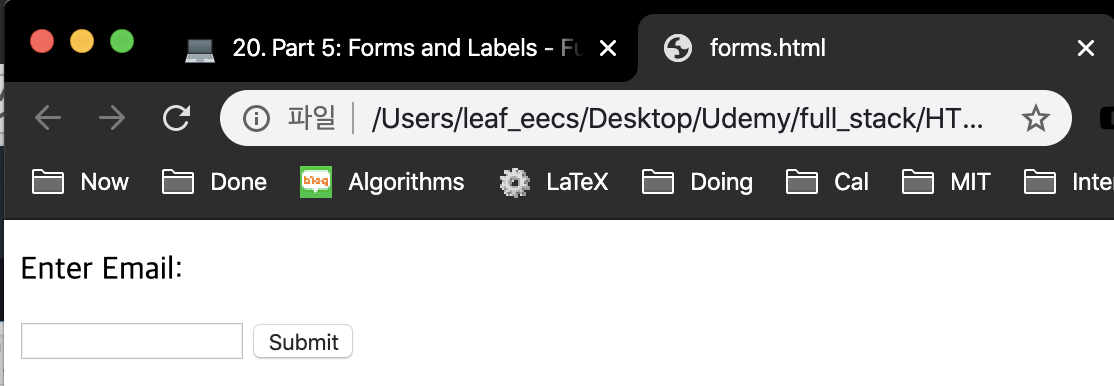 20. Part 5: Forms and Labels - Fu
forms.html
파일 /Users/leaf_eecs/Desktop/Udemy/full_stack/HT...
Now Done blog Algorithms LaTeX Doing Cal MIT Inter
Enter Email:
Submit